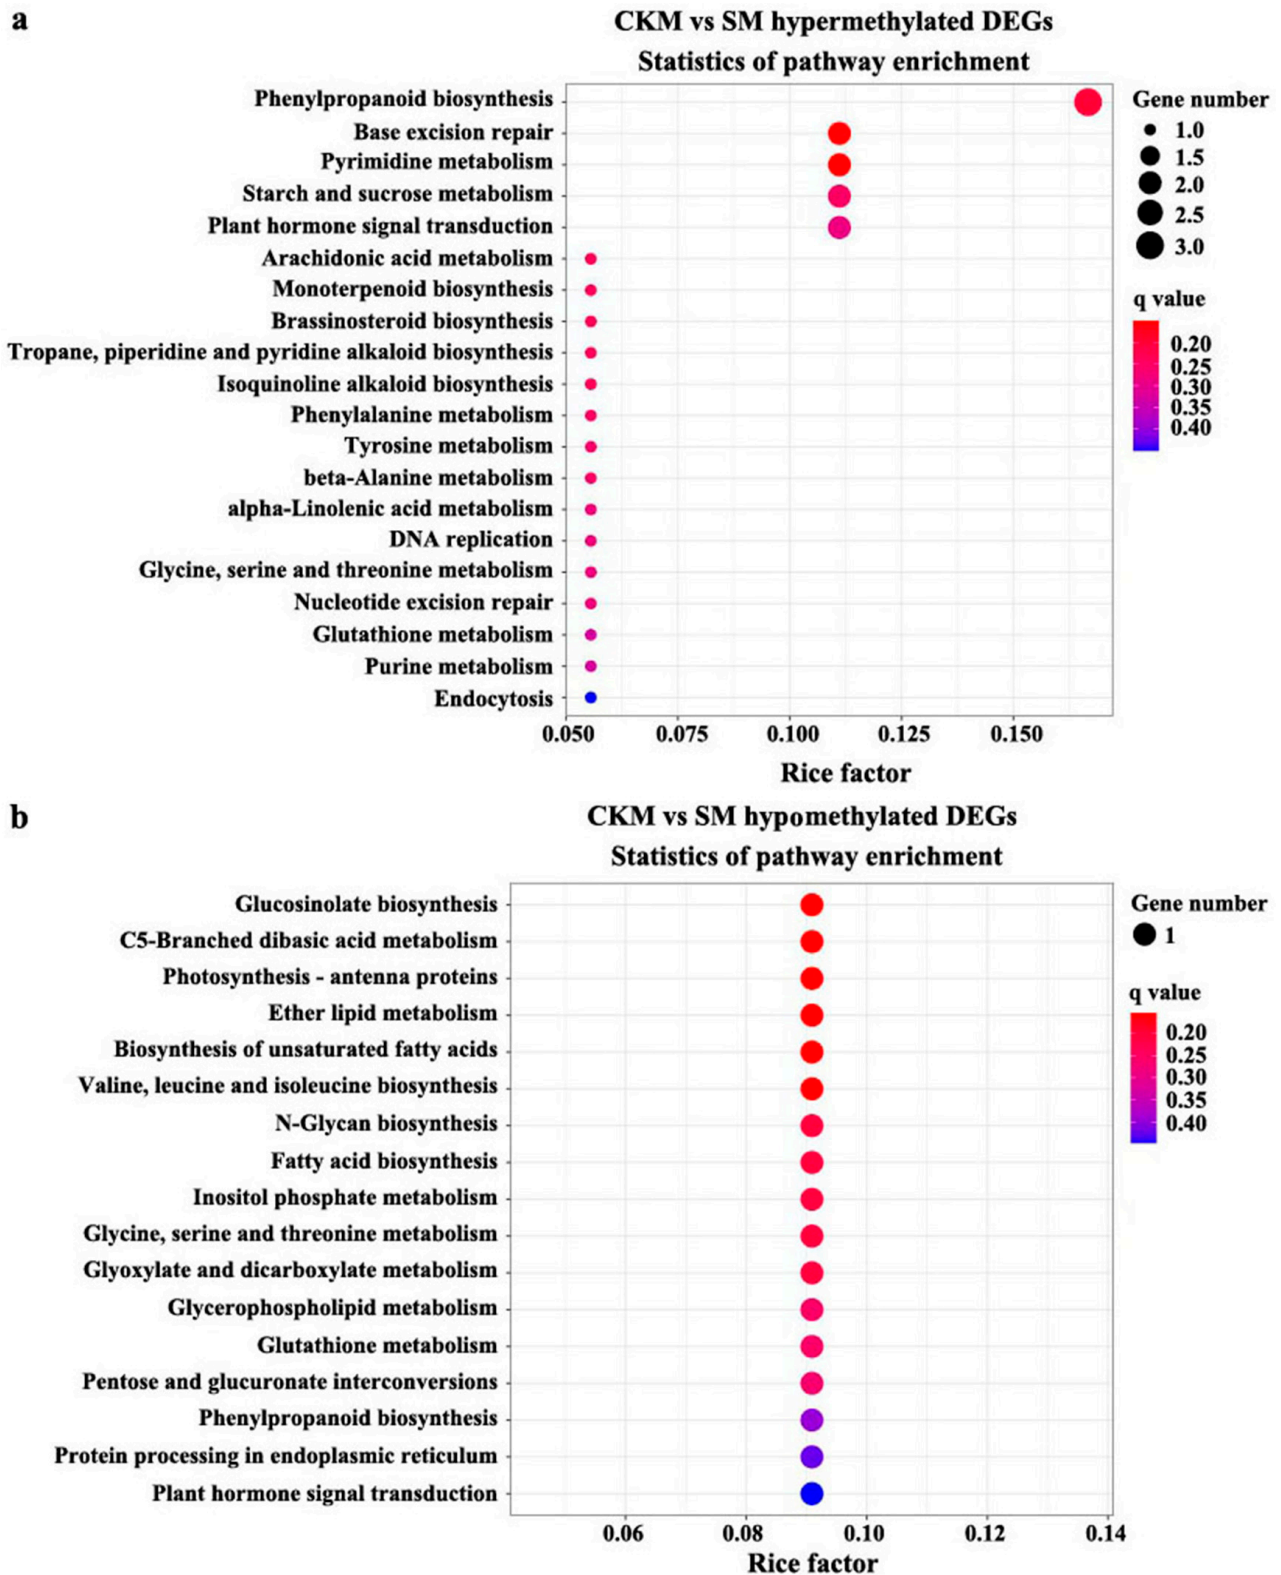 a
CKM vs SM hypermethylated DEGs
Statistics of pathway enrichment
Phenylpropanoid biosynthesis
Base excision repair
Pyrimidine metabolism
Starch and sucrose metabolism
Plant hormone signal transduction
Arachidonic acid metabolism
Monoterpenoid biosynthesis
Brassinosteroid biosynthesis
Tropane, piperidine and pyridine alkaloid biosynthesis
Isoquinoline alkaloid biosynthesis
Phenylalanine metabolism
Tyrosine metabolism
beta-Alanine metabolism
alpha-Linolenic acid metabolism
DNA replication
Glycine, serine and threonine metabolism
Nucleotide excision repair
Glutathione metabolism
Purine metabolism
Endocytosis
0.050 0.075 0.100 0.125 0.150
Rice factor
Gene number
1.0
1.5
2.0
2.5
3.0
q value
0.20
0.25
0.30
0.35
0.40
b
CKM vs SM hypomethylated DEGs
Statistics of pathway enrichment
Glucosinolate biosynthesis
C5-Branched dibasic acid metabolism
Photosynthesis - antenna proteins
Ether lipid metabolism
Biosynthesis of unsaturated fatty acids
Valine, leucine and isoleucine biosynthesis
N-Glycan biosynthesis
Fatty acid biosynthesis
Inositol phosphate metabolism
Glycine, serine and threonine metabolism
Glyoxylate and dicarboxylate metabolism
Glycerophospholipid metabolism
Glutathione metabolism
Pentose and glucuronate interconversions
Phenylpropanoid biosynthesis
Protein processing in endoplasmic reticulum
Plant hormone signal transduction
0.06 0.08 0.10 0.12 0.14
Rice factor
Gene number
1
q value
0.20
0.25
0.30
0.35
0.40